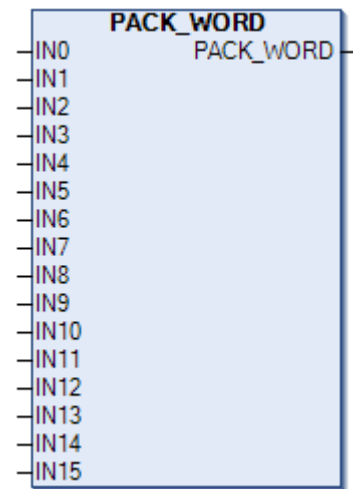 PACK_WORD
IN0 PACK_WORD
IN1
IN2
IN3
IN4
IN5
IN6
IN7
IN8
IN9
IN10
IN11
IN12
IN13
IN14
IN15